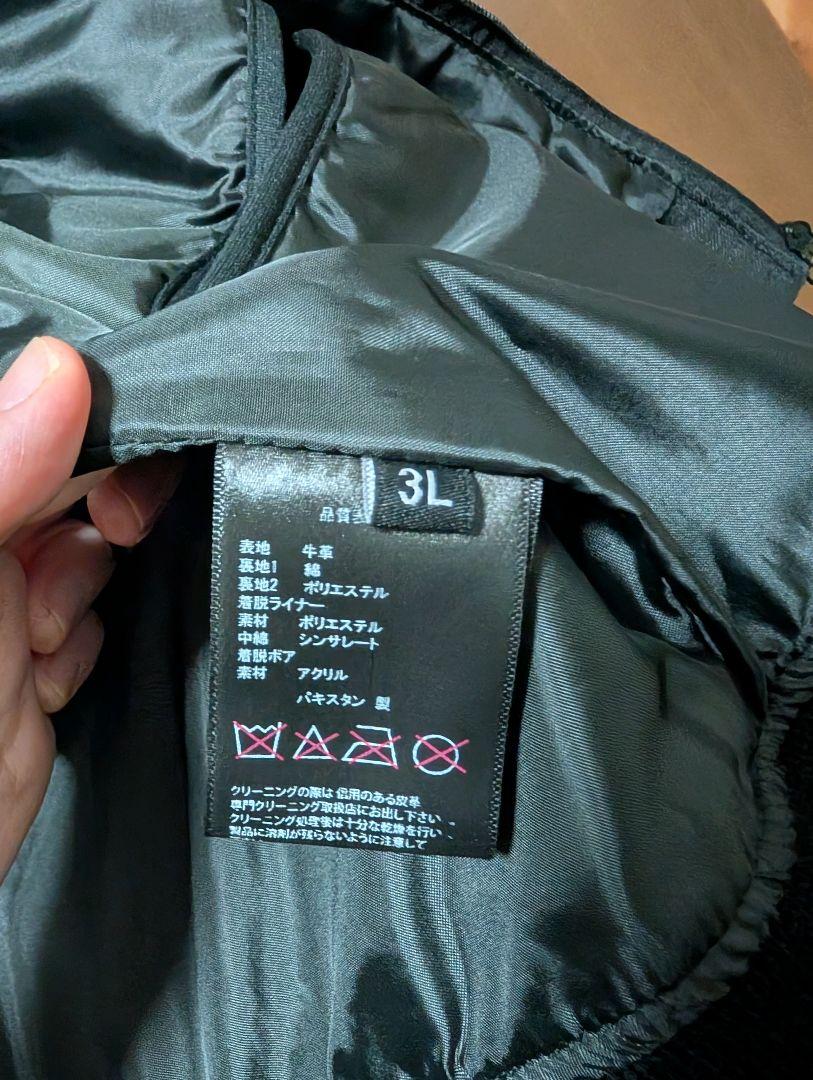 3L
品質
表地 牛革
裏地1 綿
裏地2 ポリエステル
着脱ライナー
素材 ポリエステル
中綿 シンサレート
着脱ボア
素材 アクリル
パキスタン 製
クリーニングの際は信用のある皮革
専門クリーニング取扱店にお出し下さい。
クリーニング処理後は十分な乾燥を行い、
製品に溶剤が残らないように注意して